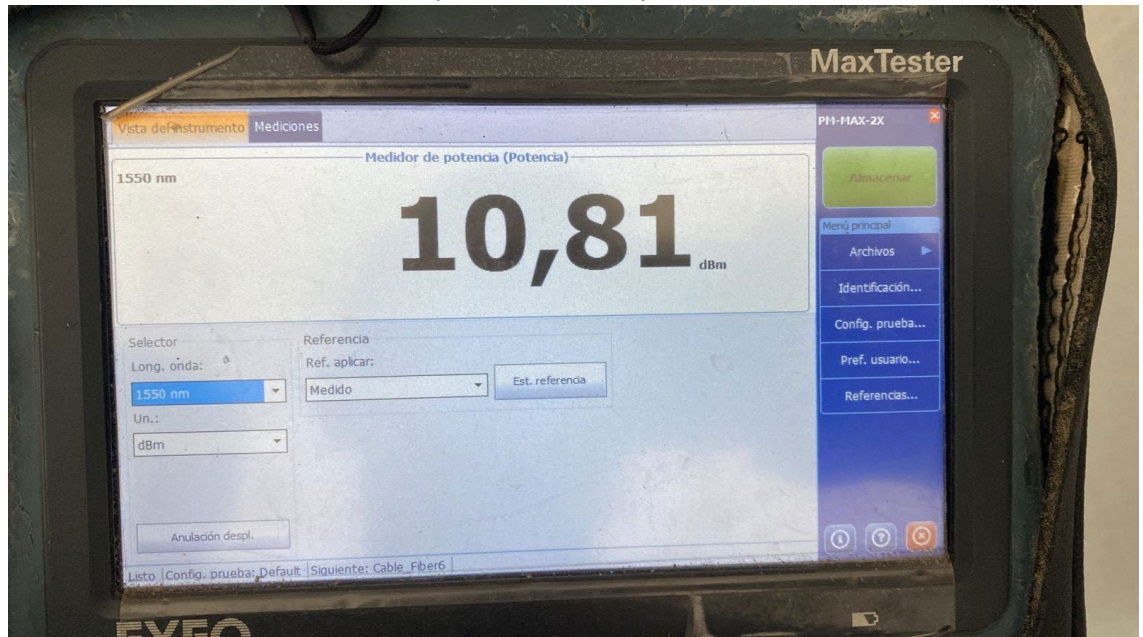 MaxTester
Vista del Instrumento Mediciones
PM-MAX-2X
Medidor de potencia (Potencia)
1550 nm
10,81 dBm
Almacenar
Menú principal
Archivos
Identificación...
Config. prueba...
Pref. usuario...
Referencias...
Selector
Long. onda:
1550 nm
Un.:
dBm
Referencia
Ref. aplicar:
Medido
Est. referencia
Anulación despl.
Listo Config. prueba: Default Siguiente: Cable_Fiber6
EXFO